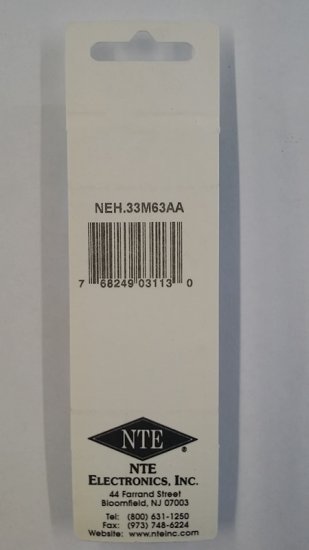 NEH.33M63AA
7 68249 03113 0
NTE
®
NTE
ELECTRONICS, INC.
44 Farrand Street
Bloomfield, NJ 07003
Tel: (800) 631-1250
Fax: (973) 748-6224
Website: www.nteinc.com